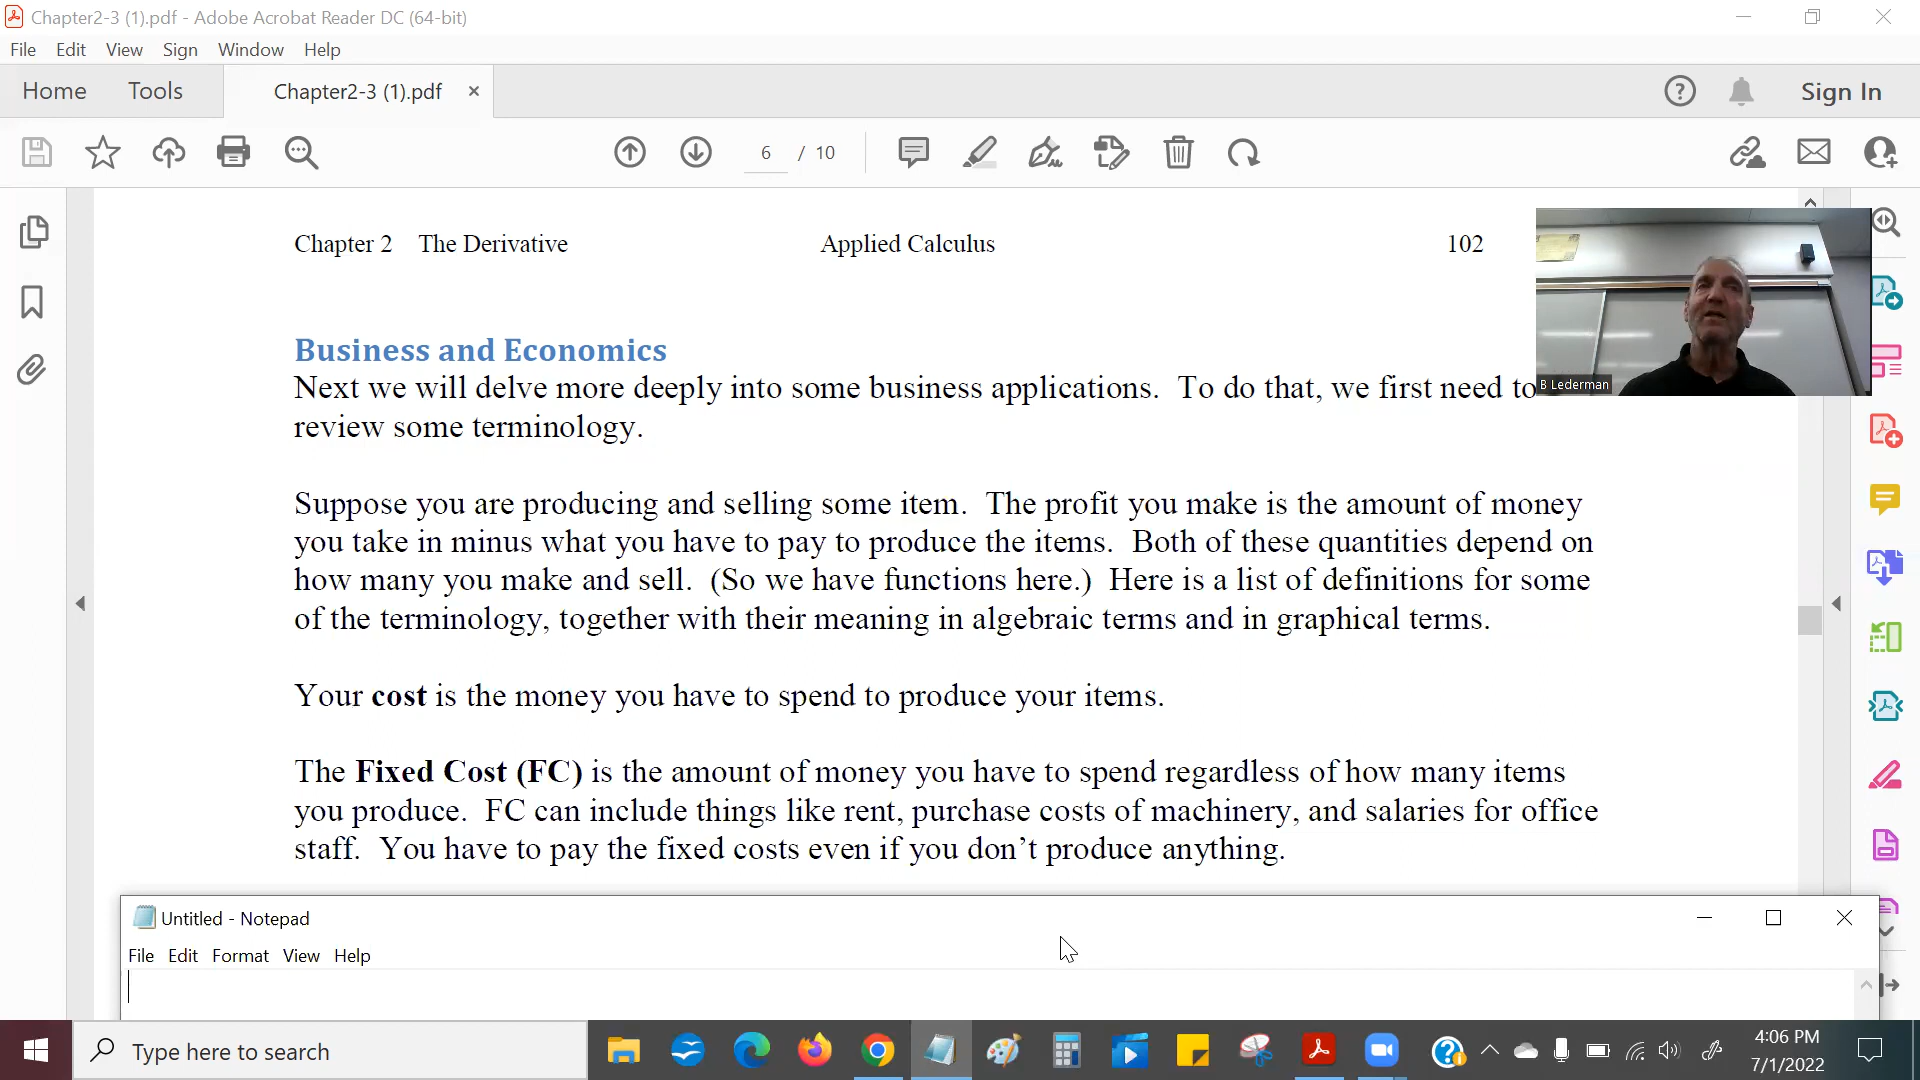 Chapter2-3 (1).pdf - Adobe Acrobat Reader DC (64-bit)
File Edit View Sign Window Help
Home Tools Chapter2-3 (1).pdf × Sign In
6 / 10
Chapter 2 The Derivative Applied Calculus 102
Business and Economics
Next we will delve more deeply into some business applications. To do that, we first need to
review some terminology.
B Lederman
Suppose you are producing and selling some item. The profit you make is the amount of money
you take in minus what you have to pay to produce the items. Both of these quantities depend on
how many you make and sell. (So we have functions here.) Here is a list of definitions for some
of the terminology, together with their meaning in algebraic terms and in graphical terms.
Your cost is the money you have to spend to produce your items.
The Fixed Cost (FC) is the amount of money you have to spend regardless of how many items
you produce. FC can include things like rent, purchase costs of machinery, and salaries for office
staff. You have to pay the fixed costs even if you don’t produce anything.
Untitled - Notepad
File Edit Format View Help
Type here to search
4:06 PM
7/1/2022